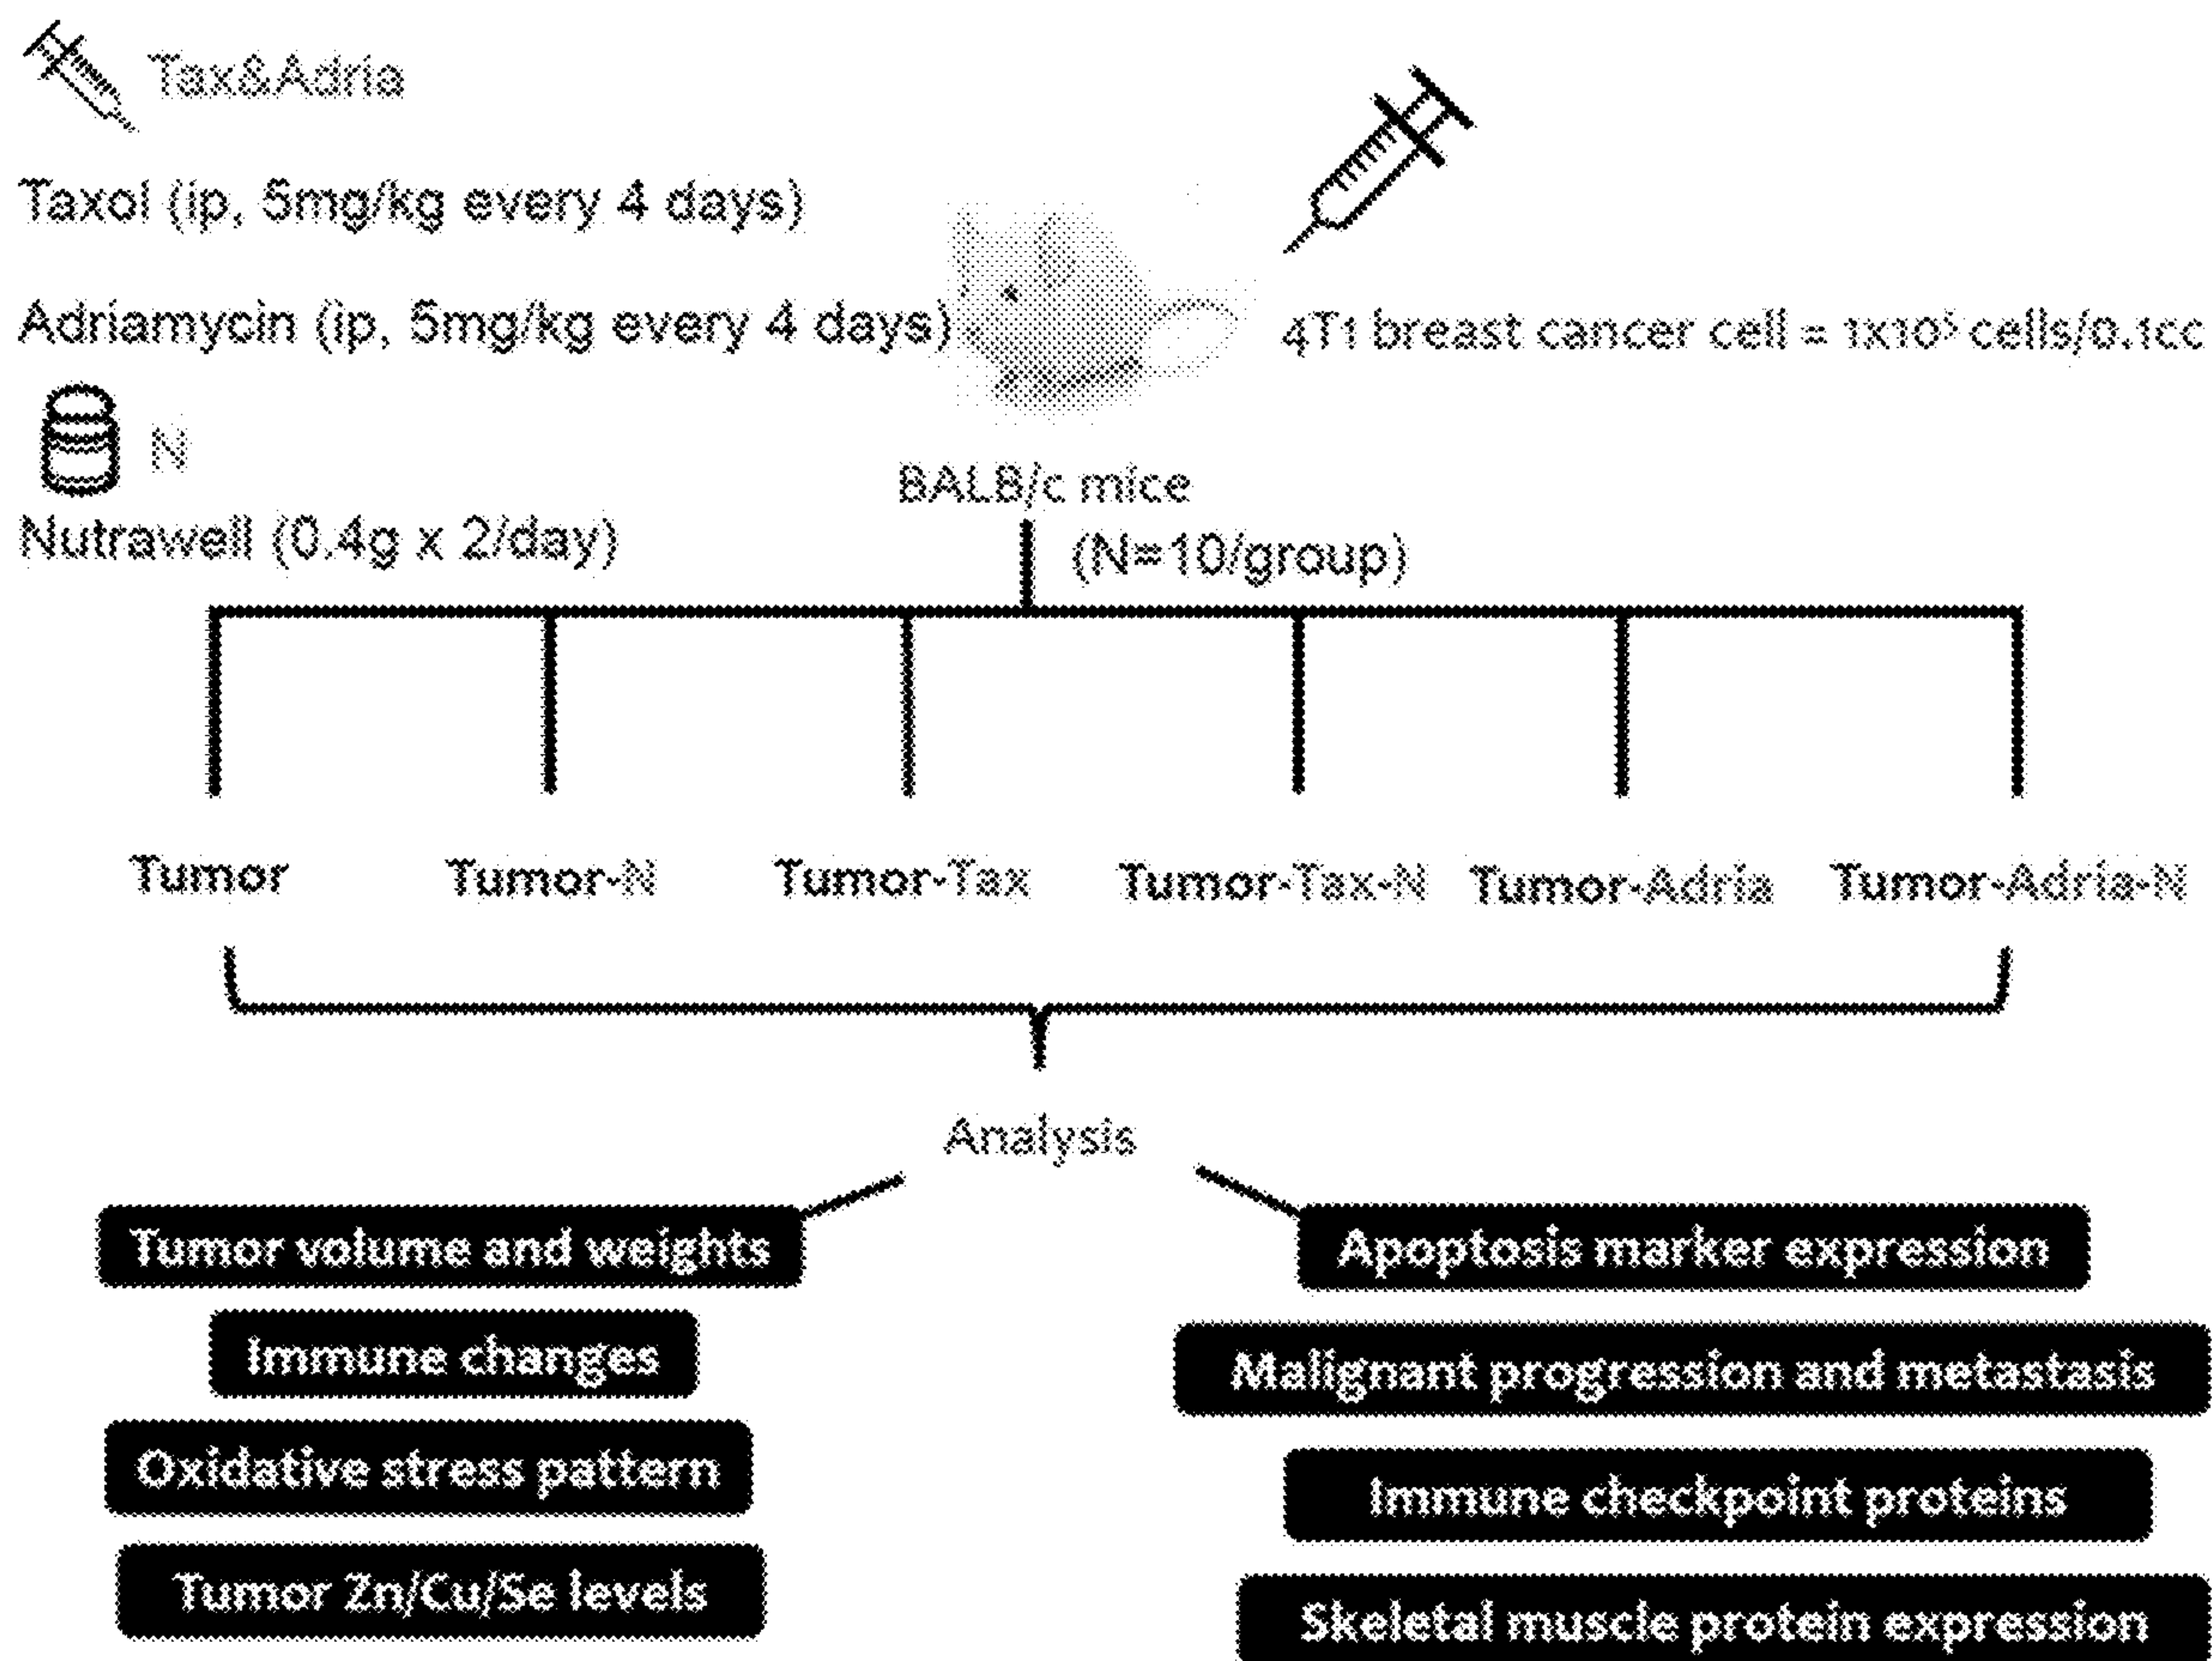 Tax&Adria
Taxol (ip, 5mg/kg every 4 days)
Adriamycin (ip, 5mg/kg every 4 days)
4T1 breast cancer cell = 1x10⁵ cells/0.1cc
N
Nutrawell (0.4g x 2/day)
BALB/c mice
(N=10/group)
Tumor
Tumor-N
Tumor-Tax
Tumor-Tax-N
Tumor-Adria
Tumor-Adria-N
Analysis
Tumor volume and weights
Immune changes
Oxidative stress pattern
Tumor Zn/Cu/Se levels
Apoptosis marker expression
Malignant progression and metastasis
Immune checkpoint proteins
Skeletal muscle protein expression